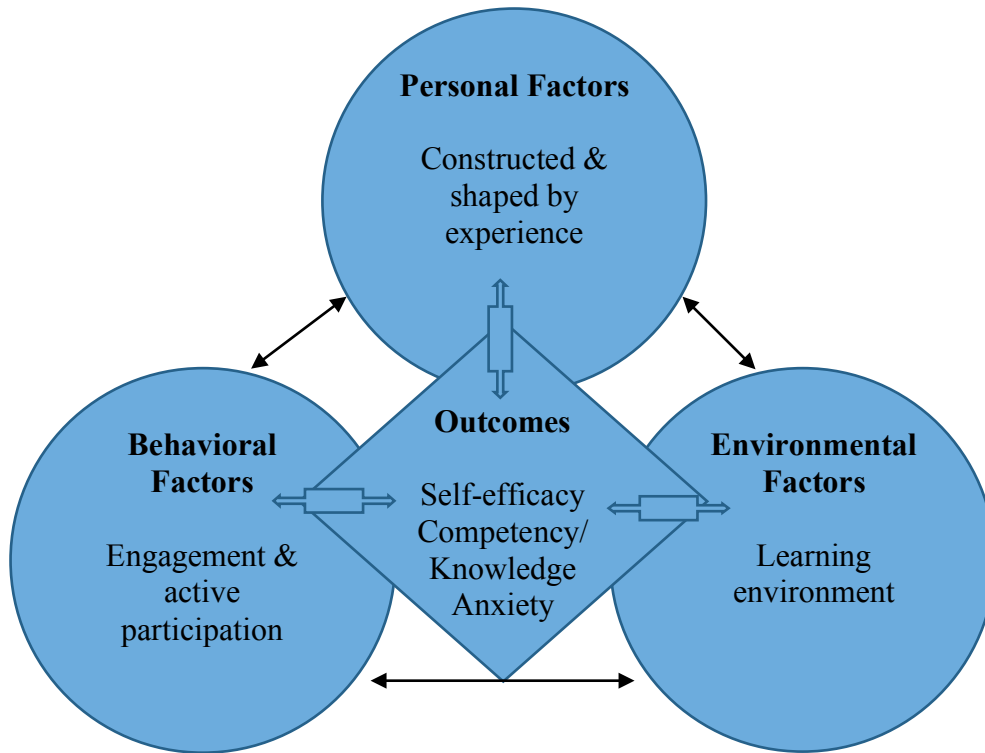 Personal Factors
Constructed &
shaped by
experience
Behavioral
Factors
Engagement &
active
participation
Outcomes
Self-efficacy
Competency/
Knowledge
Anxiety
Environmental
Factors
Learning
environment